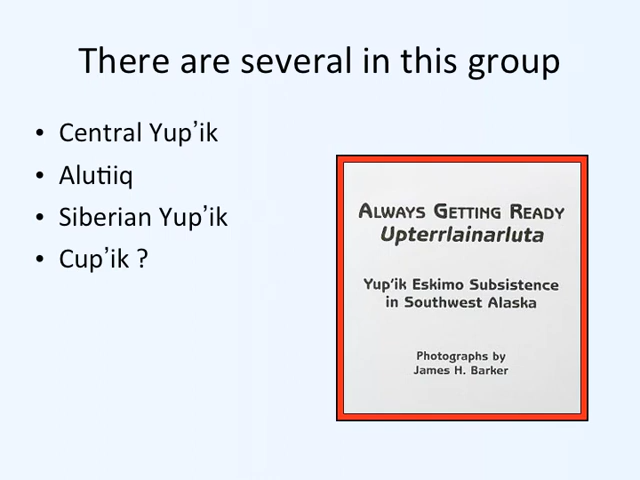 There are several in this group
• Central Yup’ik
• Alutiiq
• Siberian Yup’ik
• Cup’ik ?
ALWAYS GETTING READY
Upterrlainarluta
Yup'ik Eskimo Subsistence
in Southwest Alaska
Photographs by
James H. Barker